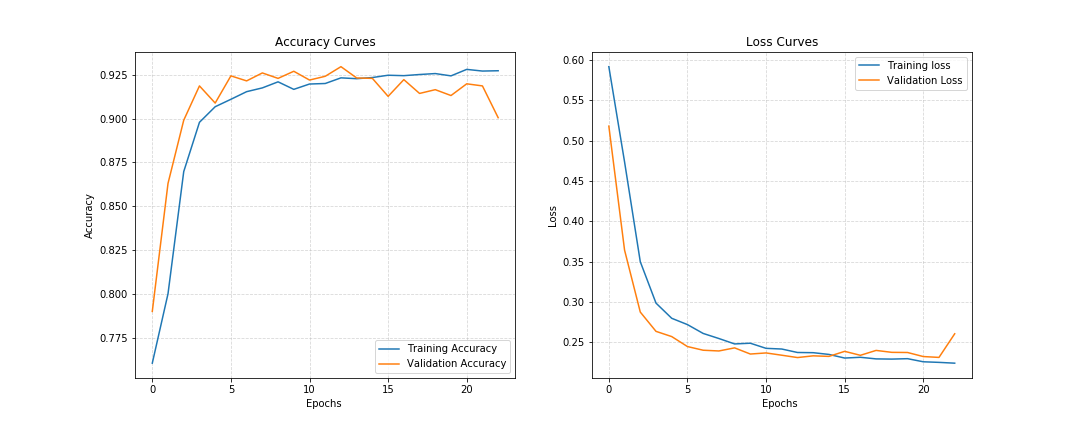 Accuracy Curves
0.925
0.900
0.875
0.850
0.825
0.800
0.775
Accuracy
Training Accuracy
Validation Accuracy
0 5 10 15 20
Epochs
Loss Curves
0.60
0.55
0.50
0.45
0.40
0.35
0.30
0.25
Loss
Training loss
Validation Loss
0 5 10 15 20
Epochs